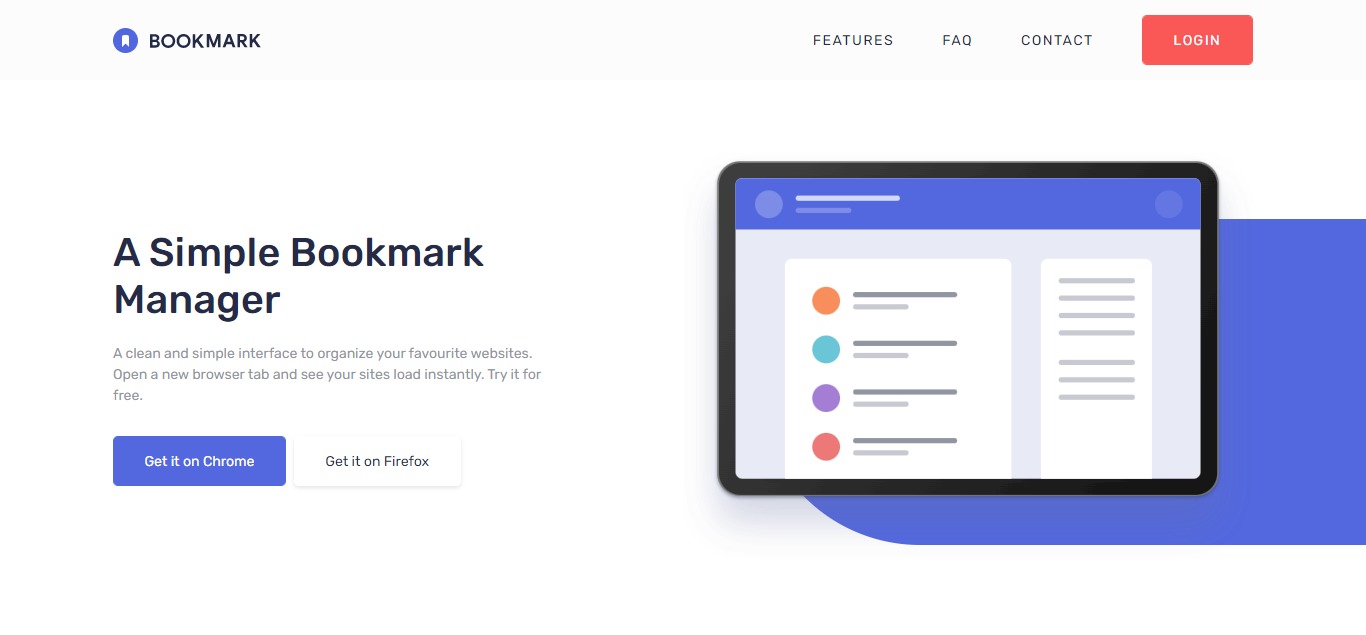 BOOKMARK
FEATURES FAQ CONTACT LOGIN
A Simple Bookmark
Manager
A clean and simple interface to organize your favourite websites.
Open a new browser tab and see your sites load instantly. Try it for
free.
Get it on Chrome Get it on Firefox